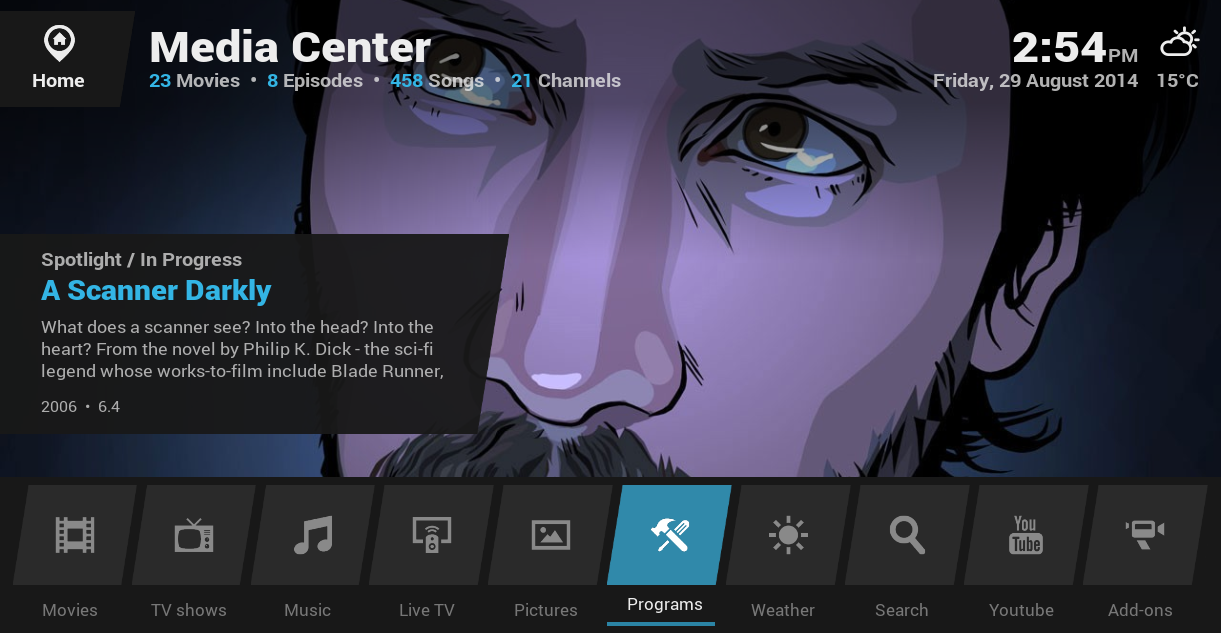 Home
Media Center
23 Movies • 8 Episodes • 458 Songs • 21 Channels
2:54PM
Friday, 29 August 2014 15°C
Spotlight / In Progress
A Scanner Darkly
What does a scanner see? Into the head? Into the
heart? From the novel by Philip K. Dick - the sci-fi
legend whose works-to-film include Blade Runner,
2006 • 6.4
You
Tube
Movies TV shows Music Live TV Pictures Programs Weather Search Youtube Add-ons